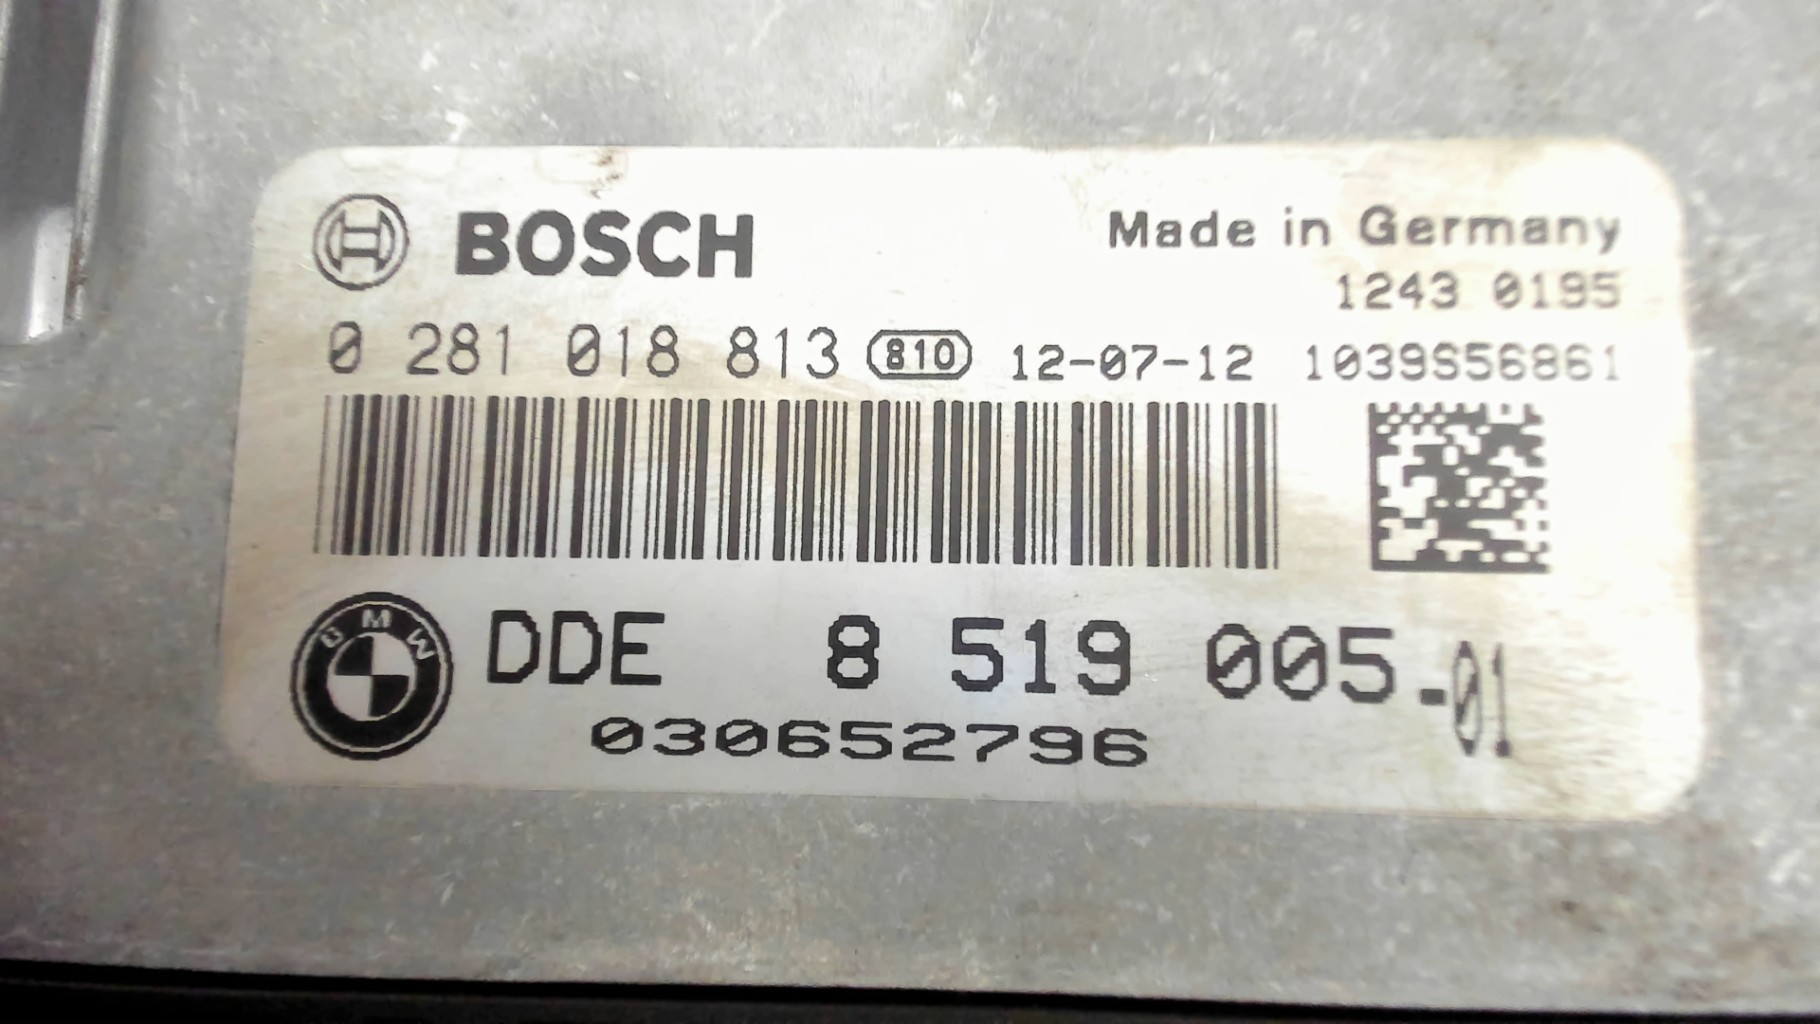 BOSCH
Made in Germany
1243 0195
0 281 018 813 810 12-07-12 1039S56861
BMW DDE 8 519 005-01
030652796